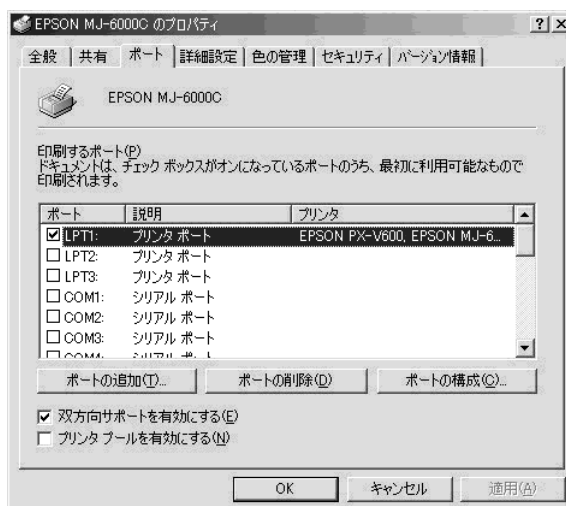 EPSON MJ-6000C のプロパティ
全般 共有 ポート 詳細設定 色の管理 セキュリティ バージョン情報
EPSON MJ-6000C
印刷するポート(P)
ドキュメントは、チェック ボックスがオンになっているポートのうち、最初に利用可能なもので
印刷されます。
ポート 説明 プリンタ
LPT1: プリンタ ポート EPSON PX-V600, EPSON MJ-6...
LPT2: プリンタ ポート
LPT3: プリンタ ポート
COM1: シリアル ポート
COM2: シリアル ポート
COM3: シリアル ポート
COM4: シリアル ポート
ポートの追加(T)... ポートの削除(D) ポートの構成(C)...
双方向サポートを有効にする(E)
プリンタ プールを有効にする(N)
OK キャンセル 適用(A)